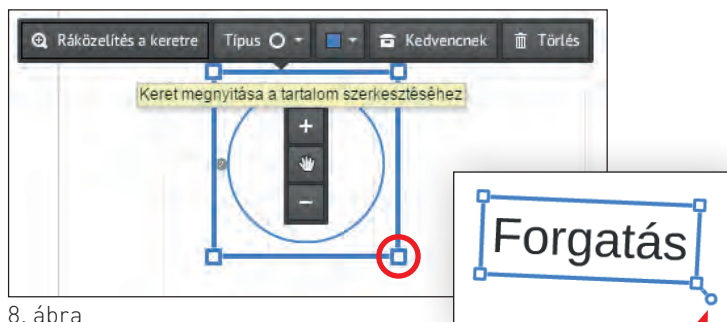 Ráközelítés a keretre Típus Kedvencnek Törlés
Keret megnyitása a tartalom szerkesztéséhez
Forgatás
8. ábra